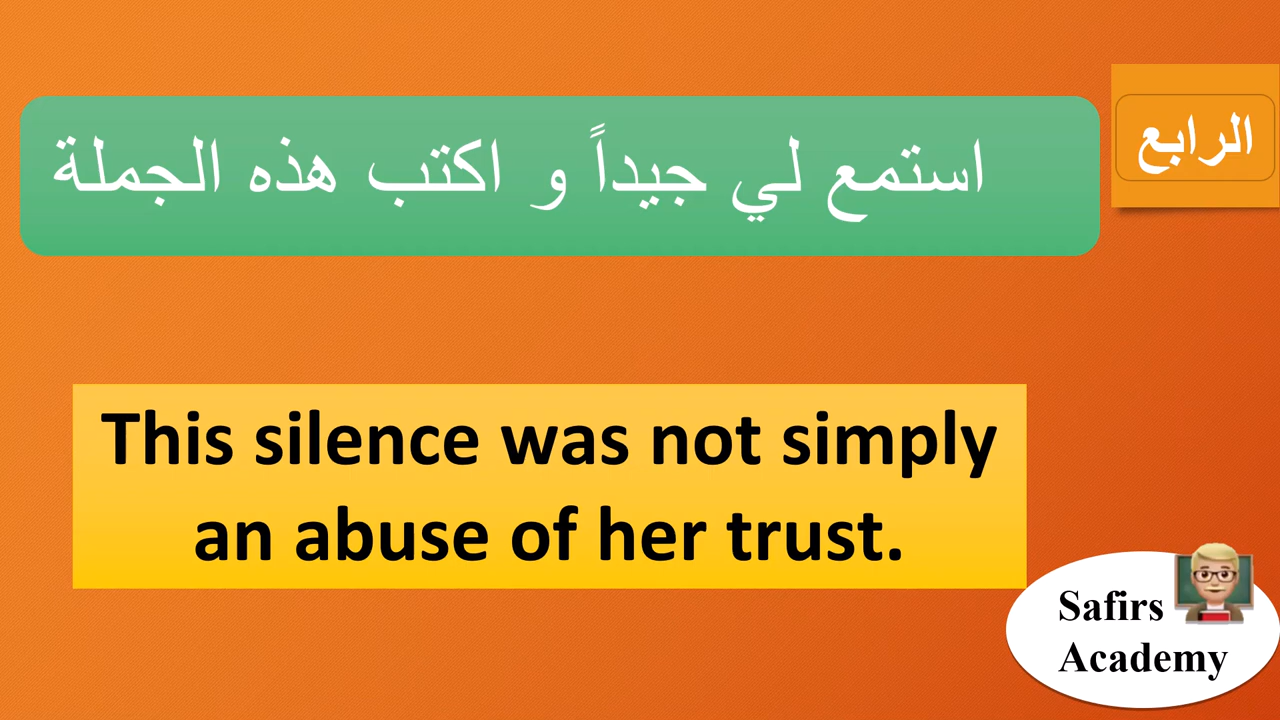 الرابع
استمع لي جيداً و اكتب هذه الجملة
This silence was not simply
an abuse of her trust.
Safirs
Academy